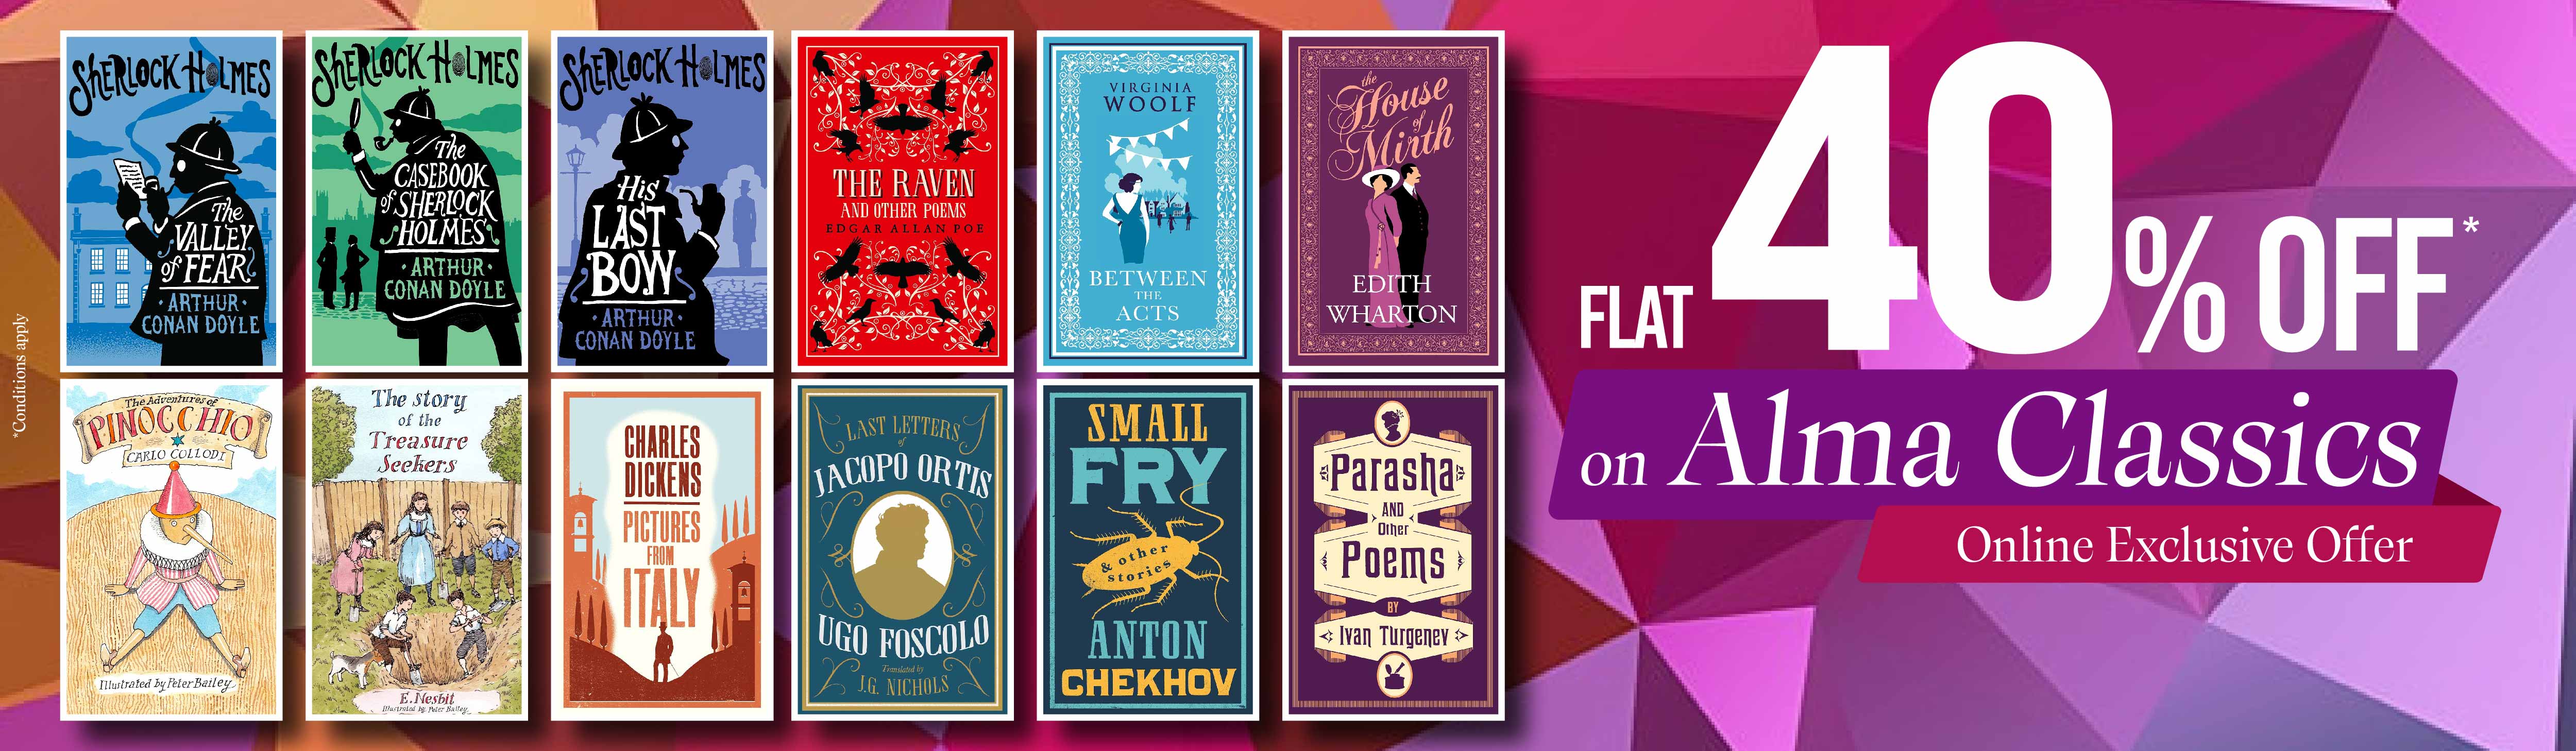 *Conditions apply
SHERLOCK HOLMES
The
VALLEY
of FEAR
ARTHUR
CONAN DOYLE
SHERLOCK HOLMES
The
CASEBOOK
of SHERLOCK
HOLMES
ARTHUR
CONAN DOYLE
SHERLOCK HOLMES
His
LAST
BOW
ARTHUR
CONAN DOYLE
THE RAVEN
AND OTHER POEMS
EDGAR ALLAN POE
VIRGINIA
WOOLF
BETWEEN
THE
ACTS
the
House
of
Mirth
EDITH
WHARTON
The Adventures of
PINOCCHIO
CARLO COLLODI
Illustrated by Peter Bailey
The story
of the
Treasure
Seekers
E. Nesbit
Illustrated by Peter Bailey
CHARLES
DICKENS
PICTURES
FROM
ITALY
LAST LETTERS
of
JACOPO ORTIS
UGO FOSCOLO
Translated by
J.G. NICHOLS
SMALL
FRY
& other
stories
ANTON
CHEKHOV
Parasha
AND
Other
Poems
BY
Ivan Turgenev
FLAT 40% OFF*
on Alma Classics
Online Exclusive Offer